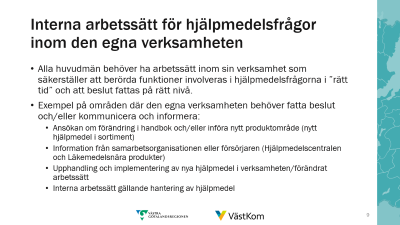 Interna arbetssätt för hjälpmedelsfrågor
inom den egna verksamheten
• Alla huvudmän behöver ha arbetssätt inom sin verksamhet som
säkerställer att berörda funktioner involveras i hjälpmedelsfrågorna i ”rätt
tid” och att beslut fattas på rätt nivå.
• Exempel på områden där den egna verksamheten behöver fatta beslut
och/eller kommunicera och informera:
• Ansökan om förändring i handbok och/eller införa nytt produktområde (nytt
hjälpmedel i sortiment)
• Information från samarbetsorganisationen eller försörjaren (Hjälpmedelscentralen
och Läkemedelsnära produkter)
• Upphandling och implementering av nya hjälpmedel i verksamheten/förändrat
arbetssätt
• Interna arbetssätt gällande hantering av hjälpmedel
VÄSTRA
GÖTALANDSREGIONEN
VästKom
9